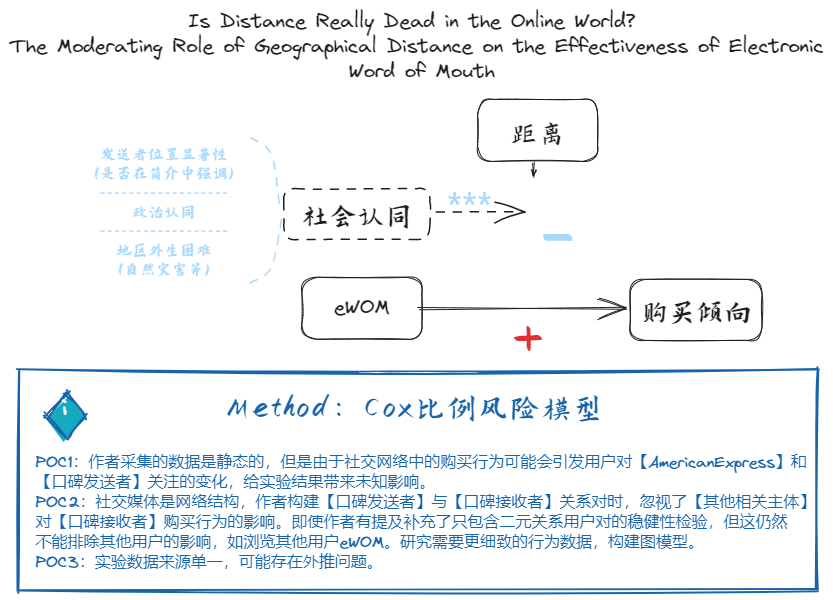 Is Distance Really Dead in the Online World?
The Moderating Role of Geographical Distance on the Effectiveness of Electronic
Word of Mouth
距离
发送者位置显著性
(是否在简介中强调)
政治认同
地区外生困难
(自然灾害等)
社会认同
***
eWOM
购买倾向
+
Method：Cox比例风险模型
POC1：作者采集的数据是静态的，但是由于社交网络中的购买行为可能会引发用户对【AmericanExpress】和
【口碑发送者】关注的变化，给实验结果带来未知影响。
POC2：社交媒体是网络结构，作者构建【口碑发送者】与【口碑接收者】关系对时，忽视了【其他相关主体】
对【口碑接收者】购买行为的影响。即使作者有提及补充了只包含二元关系用户对的稳健性检验，但这仍然
不能排除其他用户的影响，如浏览其他用户eWOM。研究需要更细致的行为数据，构建图模型。
POC3：实验数据来源单一，可能存在外推问题。